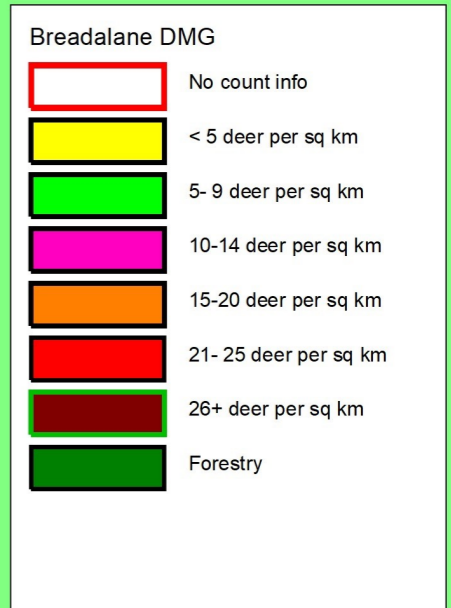 Breadalane DMG
No count info
< 5 deer per sq km
5- 9 deer per sq km
10-14 deer per sq km
15-20 deer per sq km
21- 25 deer per sq km
26+ deer per sq km
Forestry